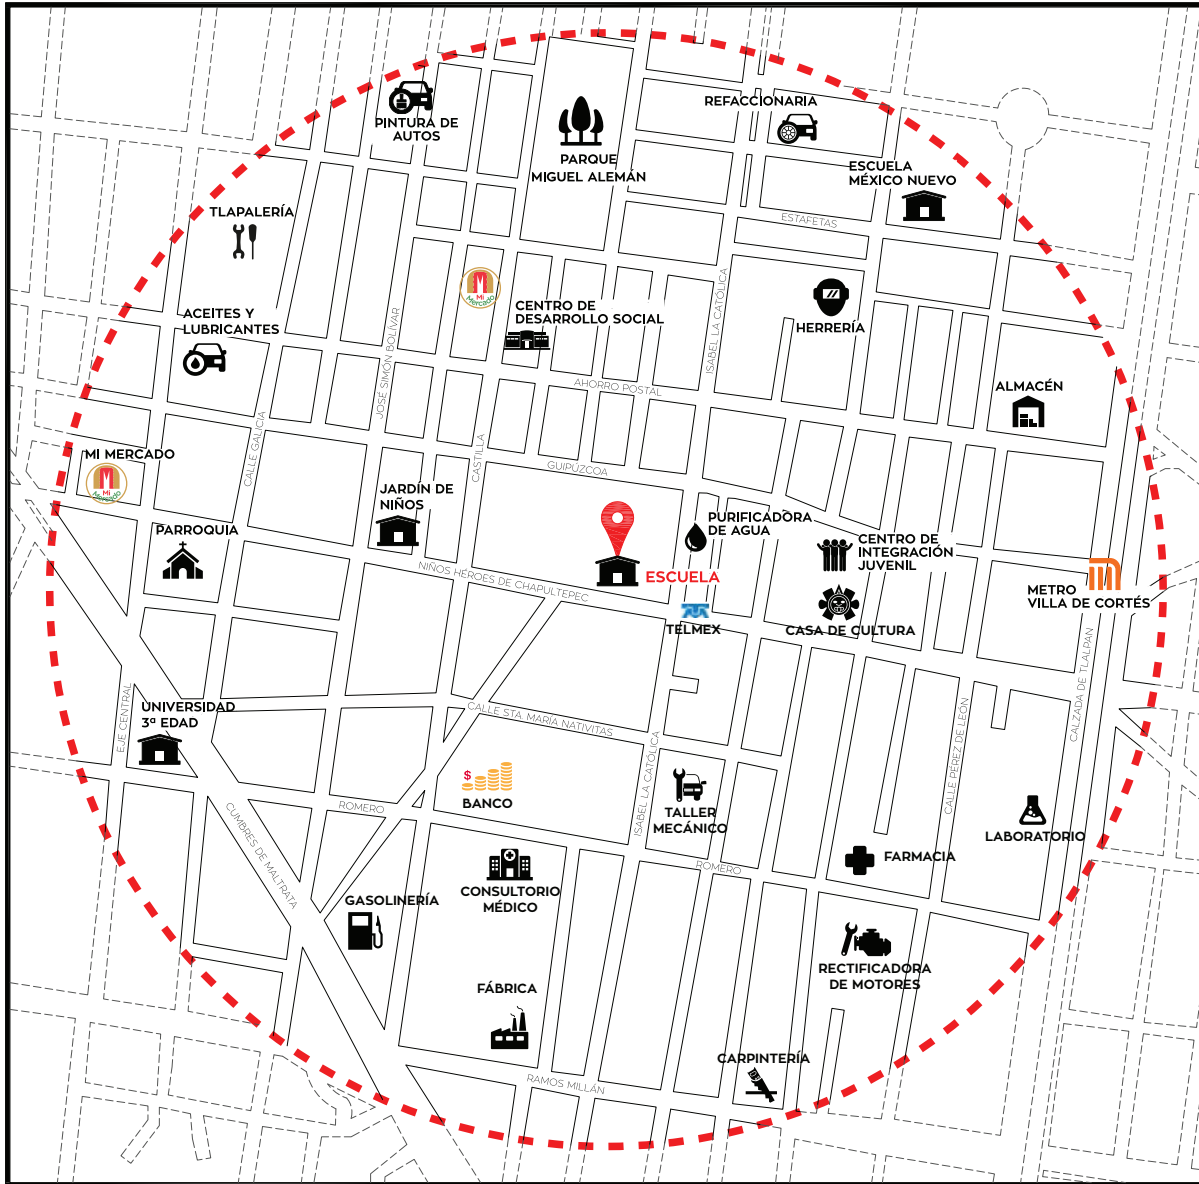 PINTURA DE
AUTOS
PARQUE
MIGUEL ALEMÁN
REFACCIONARIA
ESCUELA
MÉXICO NUEVO
ESTAFETAS
TLAPALERÍA
Mi
Mercado
CENTRO DE
DESARROLLO SOCIAL
ISABEL LA CATÓLICA
HERRERÍA
ACEITES Y
LUBRICANTES
JOSÉ SIMÓN BOLÍVAR
AHORRO POSTAL
ALMACÉN
CALLE GALICIA
CASTILLA
MI MERCADO
Mi
Mercado
GUIPÚZCOA
JARDÍN DE
NIÑOS
PARROQUIA
PURIFICADORA
DE AGUA
CENTRO DE
INTEGRACIÓN
JUVENIL
NIÑOS HÉROES DE CHAPULTEPEC
ESCUELA
METRO
VILLA DE CORTÉS
TELMEX
CASA DE CULTURA
CALZADA DE TLALPAN
EJE CENTRAL
UNIVERSIDAD
3ª EDAD
CALLE STA. MARÍA NATIVITAS
CALLE PEREZ DE LEÓN
ISABEL LA CATÓLICA
$
BANCO
ROMERO
TALLER
MECÁNICO
LABORATORIO
CUMBRES DE MALTRATA
ROMERO
FARMACIA
CONSULTORIO
MÉDICO
GASOLINERÍA
RECTIFICADORA
DE MOTORES
FÁBRICA
CARPINTERÍA
RAMOS MILLÁN